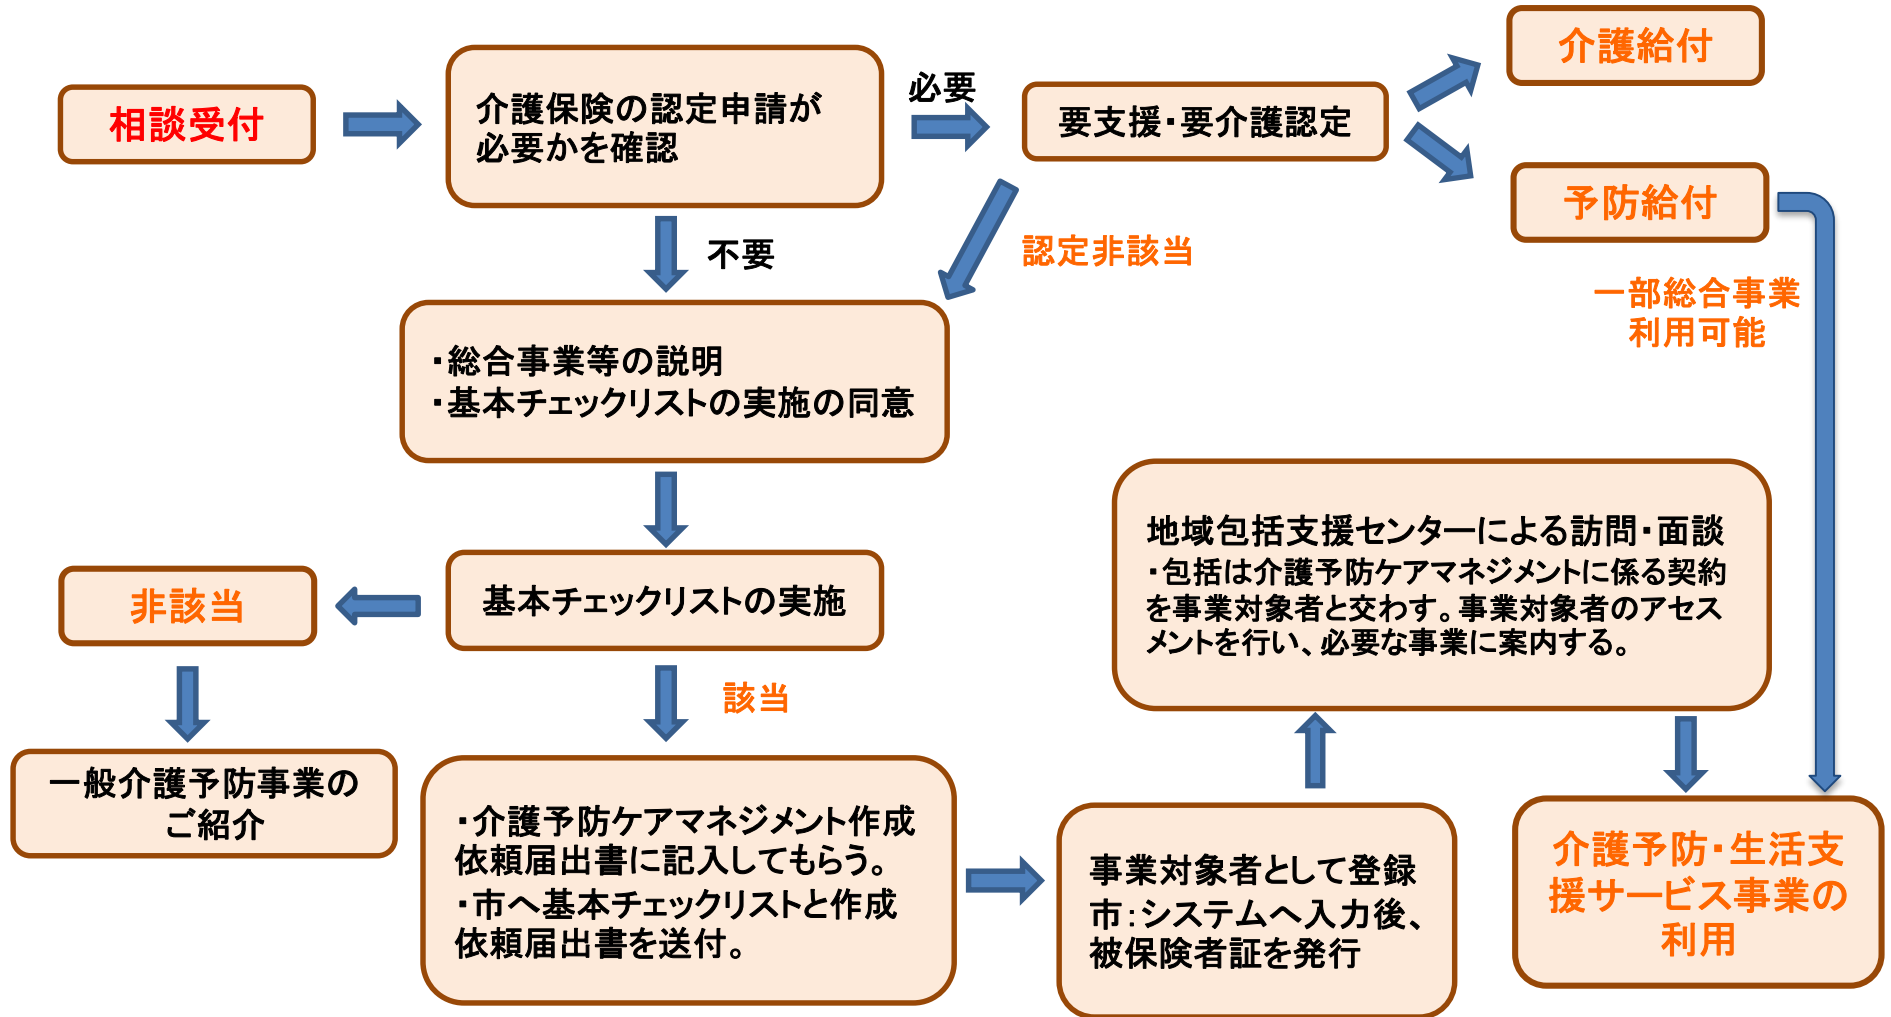 相談受付
介護保険の認定申請が
必要かを確認
必要
要支援・要介護認定
介護給付
予防給付
不要
認定非該当
一部総合事業
利用可能
・総合事業等の説明
・基本チェックリストの実施の同意
基本チェックリストの実施
非該当
該当
一般介護予防事業の
ご紹介
・介護予防ケアマネジメント作成
依頼届出書に記入してもらう。
・市へ基本チェックリストと作成
依頼届出書を送付。
事業対象者として登録
市：システムへ入力後、
被保険者証を発行
地域包括支援センターによる訪問・面談
・包括は介護予防ケアマネジメントに係る契約
を事業対象者と交わす。事業対象者のアセス
メントを行い、必要な事業に案内する。
介護予防・生活支
援サービス事業の
利用